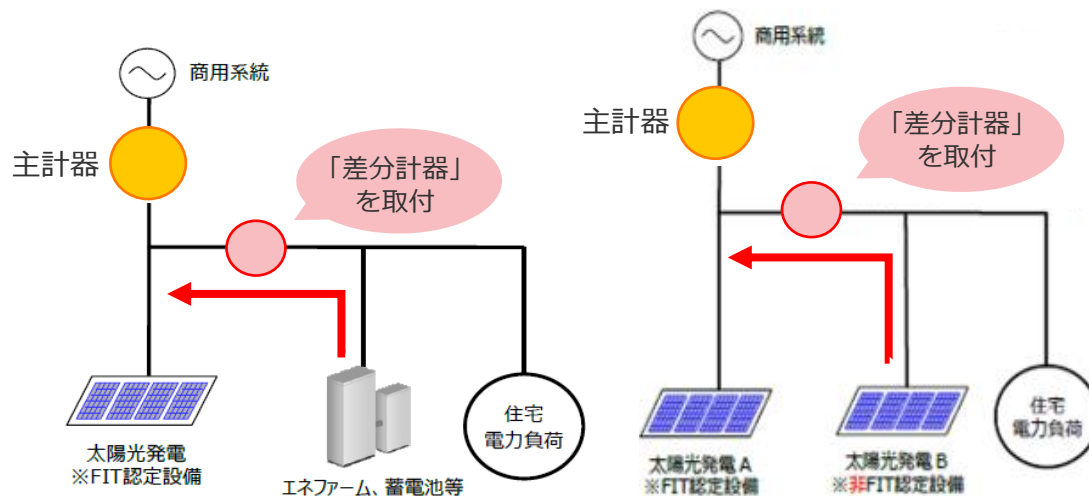 商用系統
主計器
「差分計器」
を取付
太陽光発電
※FIT認定設備
エネファーム、蓄電池等
住宅
電力負荷
商用系統
主計器
「差分計器」
を取付
太陽光発電A
※FIT認定設備
太陽光発電B
※非FIT認定設備
住宅
電力負荷